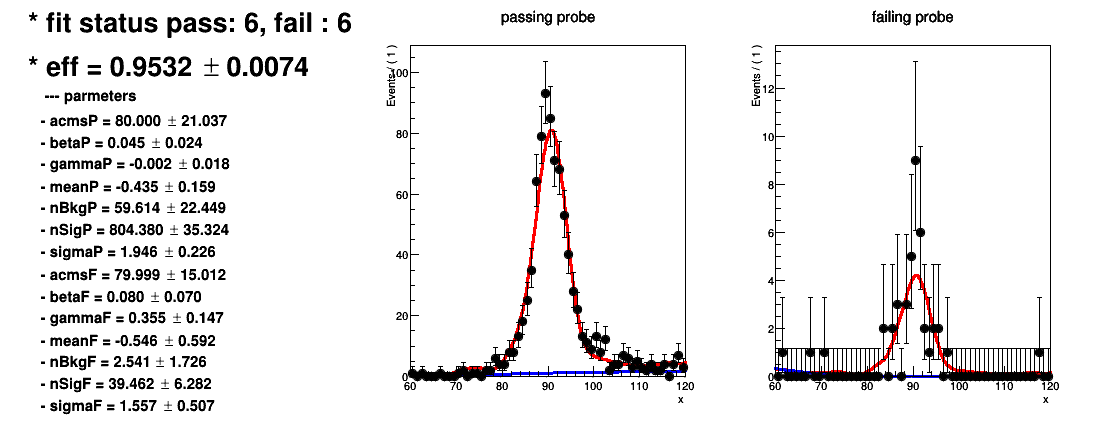 * fit status pass: 6, fail : 6
* eff = 0.9532 ± 0.0074
--- parmeters
- acmsP = 80.000 ± 21.037
- betaP = 0.045 ± 0.024
- gammaP = -0.002 ± 0.018
- meanP = -0.435 ± 0.159
- nBkgP = 59.614 ± 22.449
- nSigP = 804.380 ± 35.324
- sigmaP = 1.946 ± 0.226
- acmsF = 79.999 ± 15.012
- betaF = 0.080 ± 0.070
- gammaF = 0.355 ± 0.147
- meanF = -0.546 ± 0.592
- nBkgF = 2.541 ± 1.726
- nSigF = 39.462 ± 6.282
- sigmaF = 1.557 ± 0.507
passing probe
Events / ( 1 )
100
80
60
40
20
0
60 70 80 90 100 110 120
x
failing probe
Events / ( 1 )
12
10
8
6
4
2
0
60 70 80 90 100 110 120
x